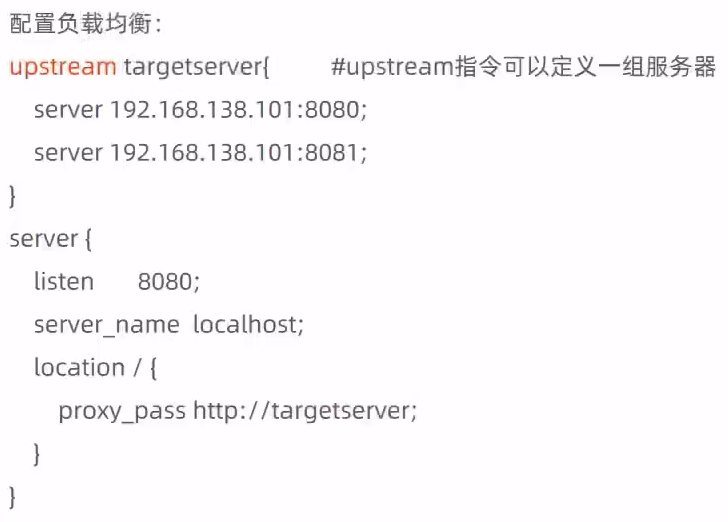 配置负载均衡：
upstream targetserver{ #upstream指令可以定义一组服务器
server 192.168.138.101:8080;
server 192.168.138.101:8081;
}
server {
listen 8080;
server_name localhost;
location / {
proxy_pass http://targetserver;
}
}